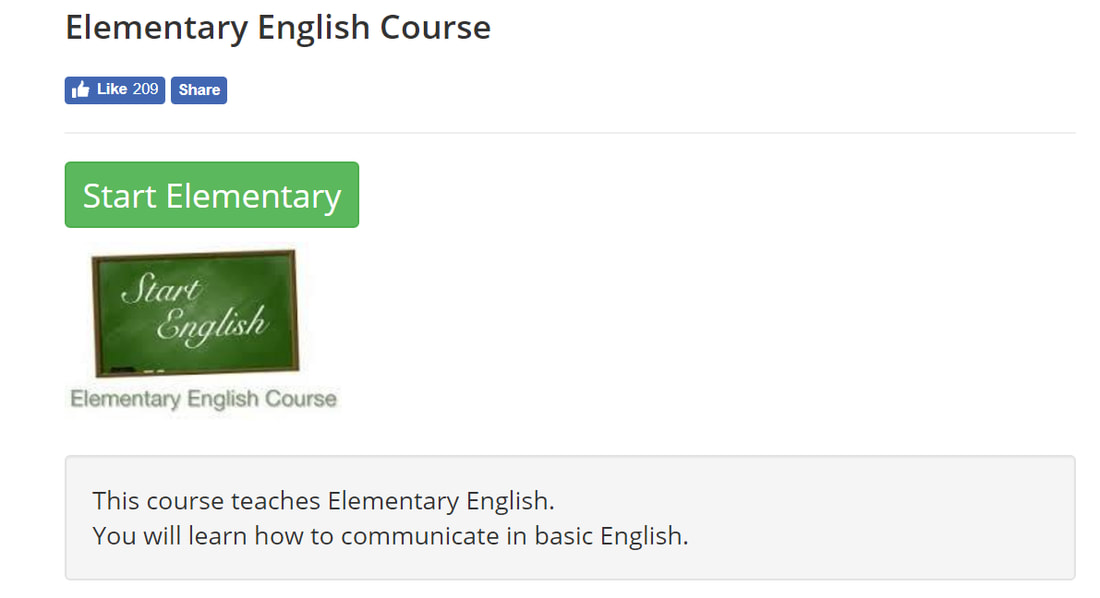 Elementary English Course
Like 209 Share
Start Elementary
Start
English
Elementary English Course
This course teaches Elementary English.
You will learn how to communicate in basic English.